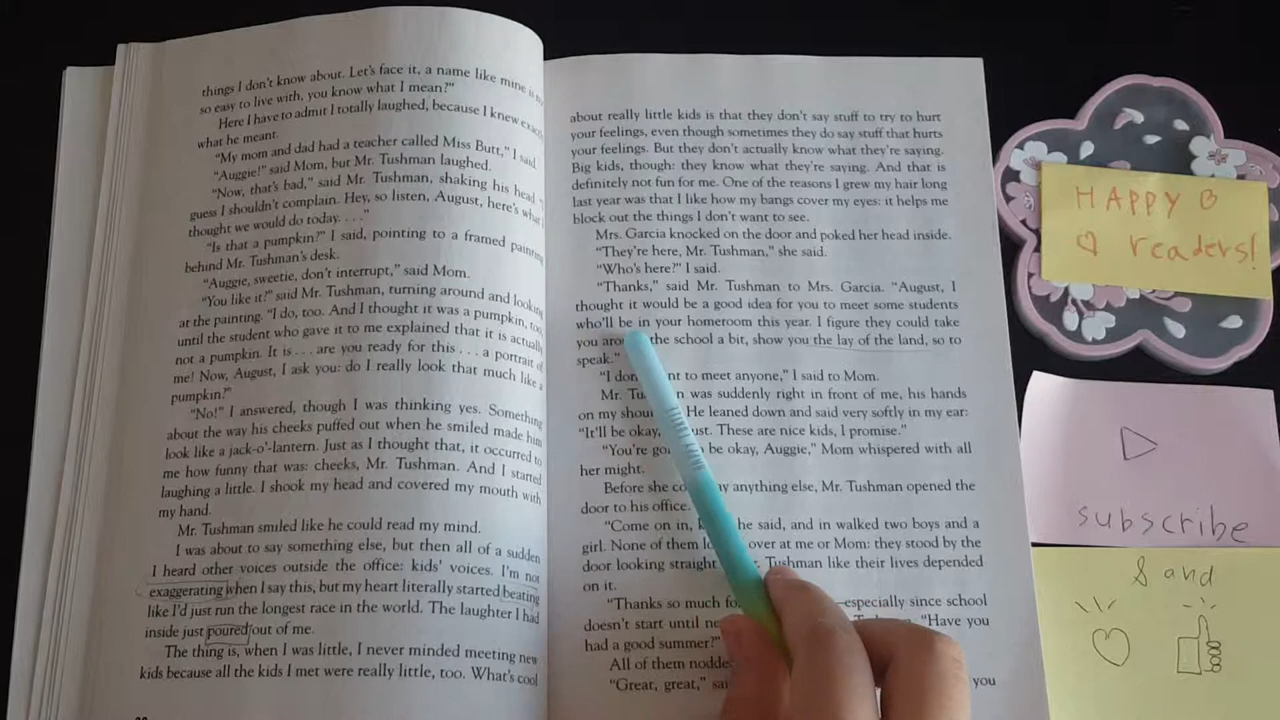 things I don't know about. Let's face it, a name like mine is
so easy to live with, you know what I mean?"
Here I have to admit I totally laughed, because I knew
what he meant.
"My mom and dad had a teacher called Miss Butt," I said.
"Auggie!" said Mom, but Mr. Tushman laughed.
"Now, that's bad," said Mr. Tushman, shaking his head.
guess I shouldn't complain. Hey, so listen, August, here's what
thought we would do today. . . ."
"Is that a pumpkin?" I said, pointing to a framed painting
behind Mr. Tushman's desk.
"Auggie, sweetie, don't interrupt," said Mom.
"You like it?" said Mr. Tushman, turning around and looking
at the painting. "I do, too. And I thought it was a pumpkin, too,
until the student who gave it to me explained that it is actually
not a pumpkin. It is . . . are you ready for this . . . a portrait of
me! Now, August, I ask you: do I really look that much like a
pumpkin?"
"No!" I answered, though I was thinking yes. Something
about the way his cheeks puffed out when he smiled made him
look like a jack-o'-lantern. Just as I thought that, it occurred to
me how funny that was: cheeks, Mr. Tushman. And I started
laughing a little. I shook my head and covered my mouth with
my hand.
Mr. Tushman smiled like he could read my mind.
I was about to say something else, but then all of a sudden
I heard other voices outside the office: kids' voices. I'm not
exaggerating when I say this, but my heart literally started beating
like I'd just run the longest race in the world. The laughter I had
inside just poured out of me.
The thing is, when I was little, I never minded meeting new
kids because all the kids I met were really little, too. What's cool
about really little kids is that they don't say stuff to try to hurt
your feelings, even though sometimes they do say stuff that hurts
your feelings. But they don't actually know what they're saying.
Big kids, though: they know what they're saying. And that is
definitely not fun for me. One of the reasons I grew my hair long
last year was that I like how my bangs cover my eyes: it helps me
block out the things I don't want to see.
Mrs. Garcia knocked on the door and poked her head inside.
"They're here, Mr. Tushman," she said.
"Who's here?" I said.
"Thanks," said Mr. Tushman to Mrs. Garcia. "August, I
thought it would be a good idea for you to meet some students
who'll be in your homeroom this year. I figure they could take
you the school a bit, show you the lay of the land, so to
speak."
"I to meet anyone," I said to Mom.
Mr. was suddenly right in front of me, his hands
on my He leaned down and said very softly in my ear:
"It'll be okay, These are nice kids, I promise."
"You're be okay, Auggie," Mom whispered with all
her might.
Before she anything else, Mr. Tushman opened the
door to his office.
"Come on in, he said, and in walked two boys and a
girl. None of them over at me or Mom: they stood by the
door looking straight Tushman like their lives depended
on it.
"Thanks so much —especially since school
doesn't start until "Have you
had a good summer?"
All of them
"Great, great," you
HAPPY
readers!
subscribe
and